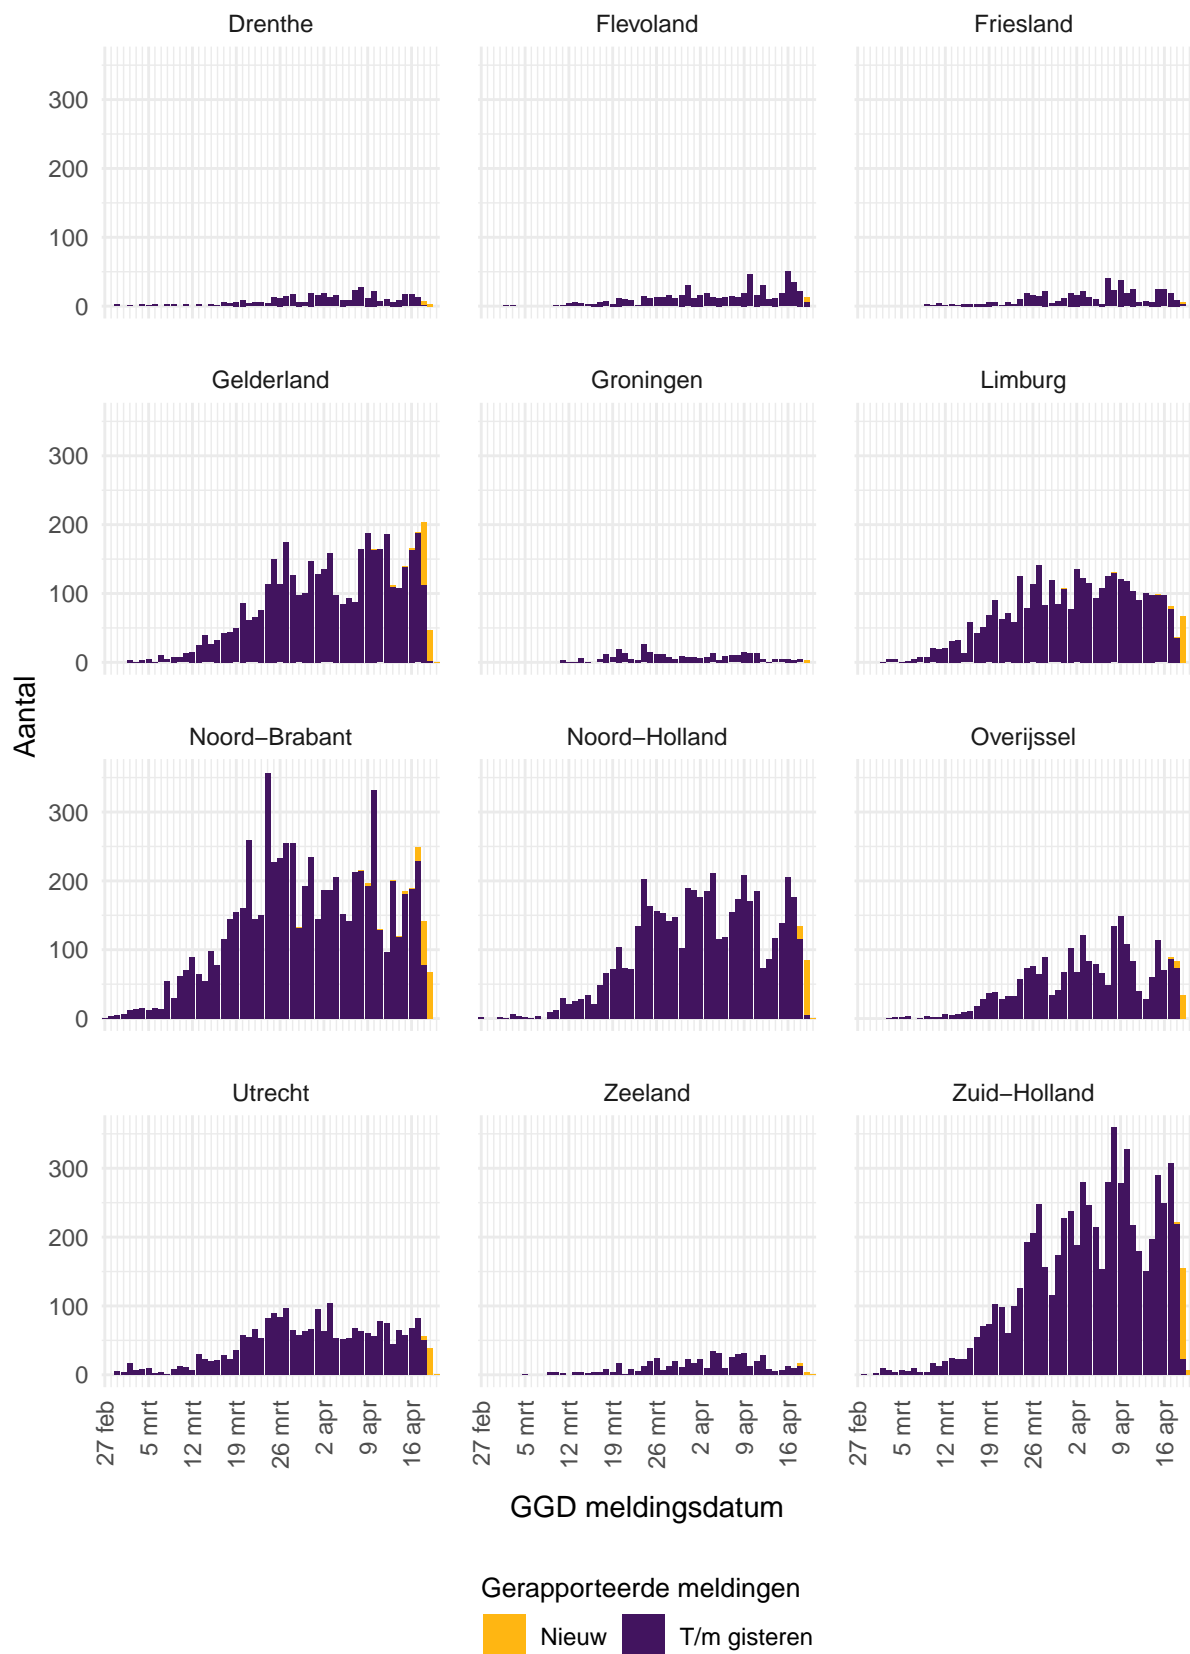 Drenthe Flevoland Friesland
300
200
100
0
Gelderland Groningen Limburg
300
200
100
0
Aantal
Noord−Brabant Noord−Holland Overijssel
300
200
100
0
Utrecht Zeeland Zuid−Holland
300
200
100
0
27 feb 5 mrt 12 mrt 19 mrt 26 mrt 2 apr 9 apr 16 apr 27 feb 5 mrt 12 mrt 19 mrt 26 mrt 2 apr 9 apr 16 apr 27 feb 5 mrt 12 mrt 19 mrt 26 mrt 2 apr 9 apr 16 apr
GGD meldingsdatum
Gerapporteerde meldingen
Nieuw T/m gisteren